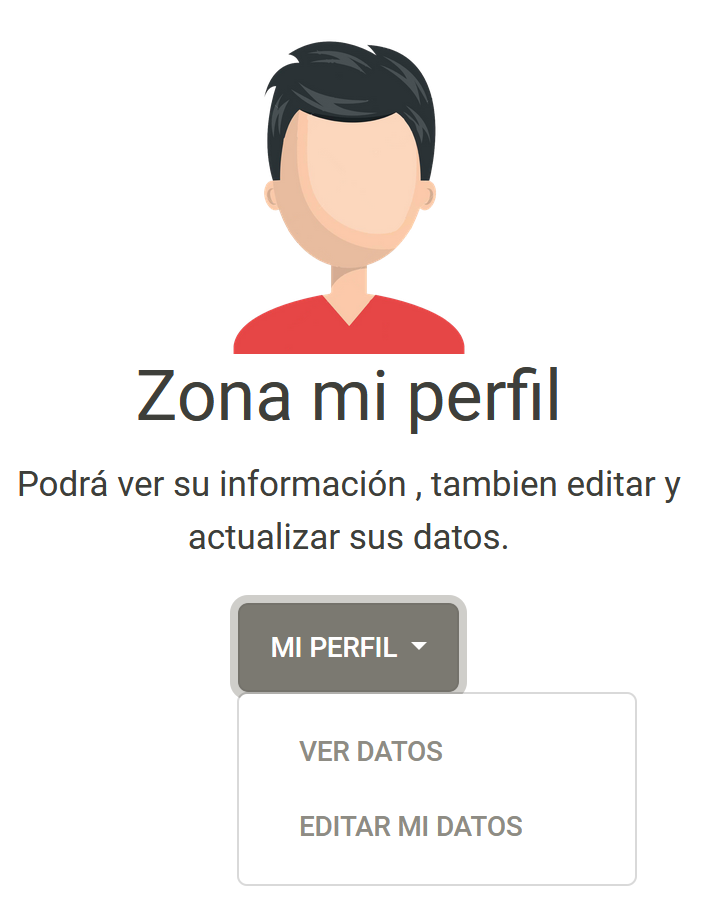 Zona mi perfil
Podrá ver su información , tambien editar y
actualizar sus datos.
MI PERFIL
VER DATOS
EDITAR MI DATOS